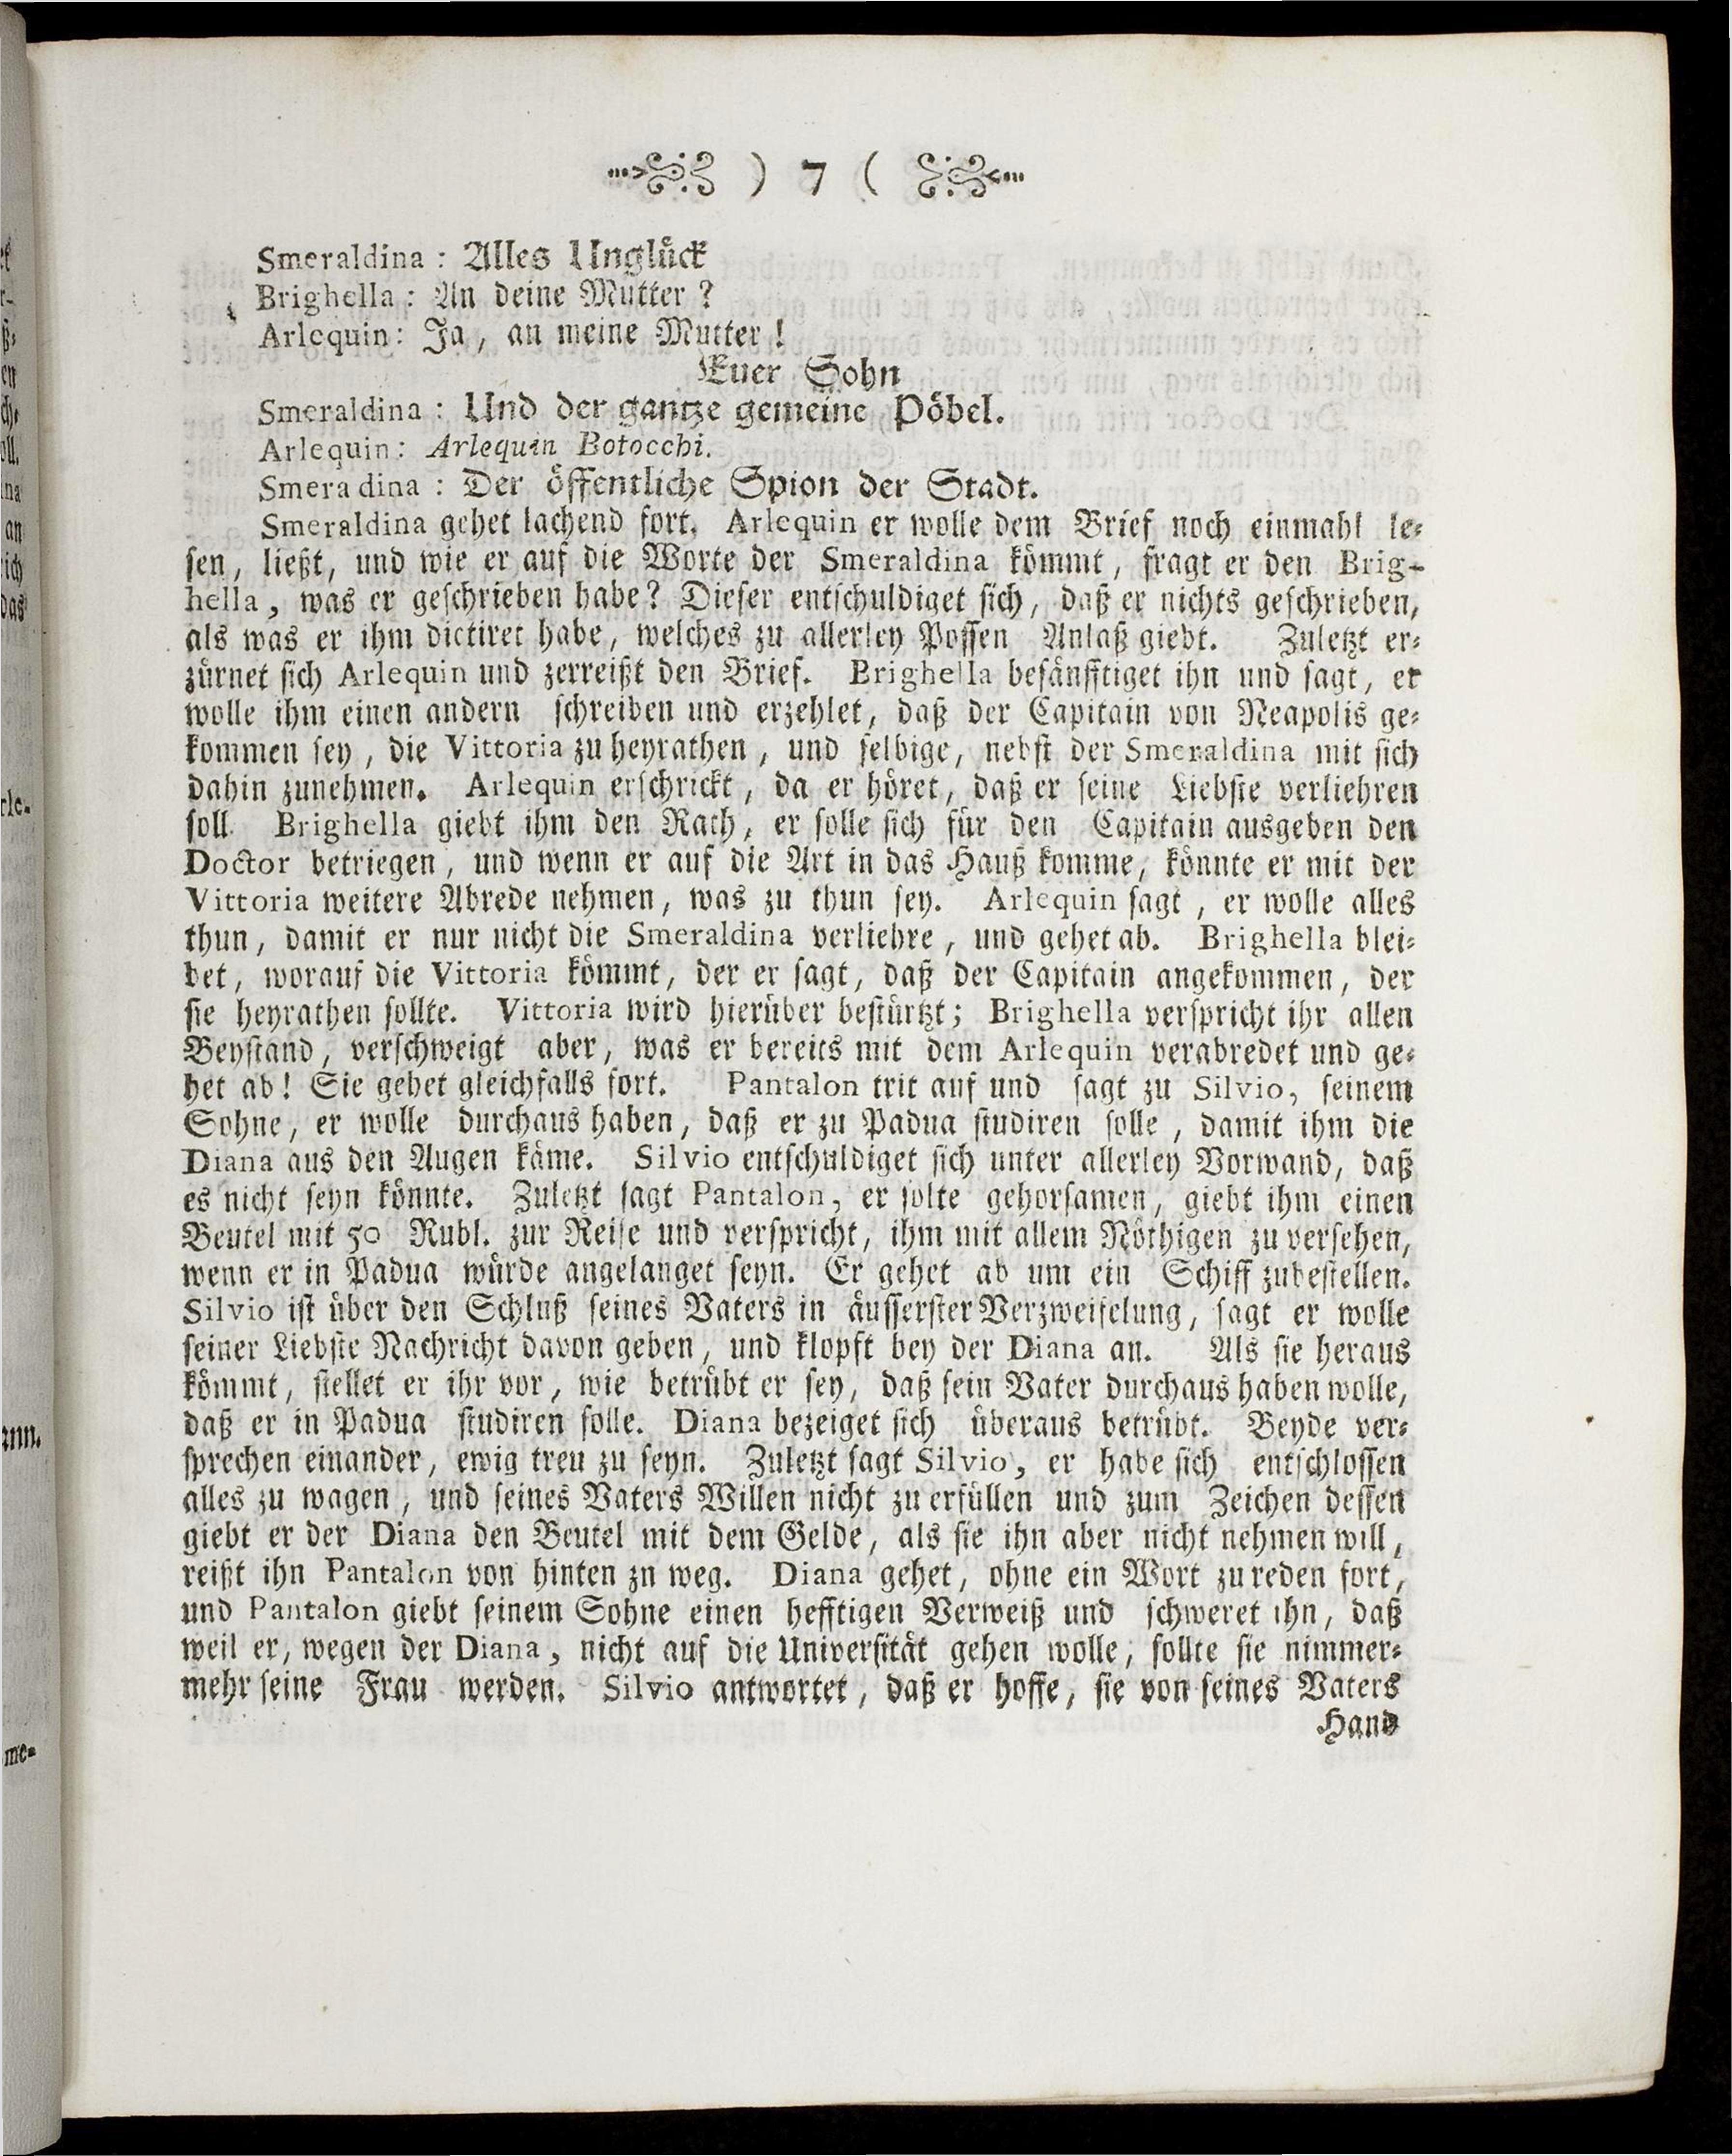 ) 7 (
Smeraldina : Alles Unglück
Brighella : An deine Mutter ?
Arlequin : Ja , an meine Mutter !
Euer Sohn
Smeraldina : Und der gantze gemeine Pöbel.
Arlequin : Arlequin Botocchi.
Smera dina : Der öffentliche Spion der Stadt.
Smeraldina gehet lachend fort. Arlequin er wolle dem Brief noch einmahl le-
sen, ließt, und wie er auf die Worte der Smeraldina kömmt, fragt er den Brig-
hella, was er geschrieben habe? Dieser entschuldiget sich, daß er nichts geschrieben,
als was er ihm dictiret habe, welches zu allerley Possen Anlaß giebt. Zuletzt er-
zürnet sich Arlequin und zerreißt den Brief. Brighella besänfftiget ihn und sagt, er
wolle ihm einen andern schreiben und erzehlet, daß der Capitain von Neapolis ge-
kommen sey, die Vittoria zu heyrathen, und selbige, nebst der Smeraldina mit sich
dahin zunehmen. Arlequin erschrickt, da er höret, daß er seine Liebste verliehren
soll. Brighella giebt ihm den Rath, er solle sich für den Capitain ausgeben den
Doctor betriegen, und wenn er auf die Art in das Hauß komme, könnte er mit der
Vittoria weitere Abrede nehmen, was zu thun sey. Arlequin sagt, er wolle alles
thun, damit er nur nicht die Smeraldina verliehre, und gehet ab. Brighella blei-
bet, worauf die Vittoria kömmt, der er sagt, daß der Capitain angekommen, der
sie heyrathen sollte. Vittoria wird hierüber bestürtzt; Brighella verspricht ihr allen
Beystand, verschweigt aber, was er bereits mit dem Arlequin verabredet und ge-
het ab! Sie gehet gleichfalls fort. Pantalon trit auf und sagt zu Silvio, seinem
Sohne, er wolle durchaus haben, daß er zu Padua studiren solle, damit ihm die
Diana aus den Augen käme. Silvio entschuldiget sich unter allerley Vorwand, daß
es nicht seyn könnte. Zuletzt sagt Pantalon, er solte gehorsamen, giebt ihm einen
Beutel mit 50 Rubl. zur Reise und verspricht, ihm mit allem Nöthigen zu versehen,
wenn er in Padua würde angelanget seyn. Er gehet ab um ein Schiff zubestellen.
Silvio ist über den Schluß seines Vaters in äusserster Verzweifelung, sagt er wolle
seiner Liebste Nachricht davon geben, und klopft bey der Diana an. Als sie heraus
kömmt, stellet er ihr vor, wie betrübt er sey, daß sein Vater durchaus haben wolle,
daß er in Padua studiren solle. Diana bezeiget sich überaus betrübt. Beyde ver-
sprechen einander, ewig treu zu seyn. Zuletzt sagt Silvio, er habe sich entschlossen
alles zu wagen, und seines Vaters Willen nicht zu erfüllen und zum Zeichen dessen
giebt er der Diana den Beutel mit dem Gelde, als sie ihn aber nicht nehmen will,
reißt ihn Pantalon von hinten zn weg. Diana gehet, ohne ein Wort zu reden fort,
und Pantalon giebt seinem Sohne einen hefftigen Verweiß und schweret ihn, daß
weil er, wegen der Diana, nicht auf die Universität gehen wolle, sollte sie nimmer-
mehr seine Frau werden. Silvio antwortet, daß er hoffe, sie von seines Vaters
Hand